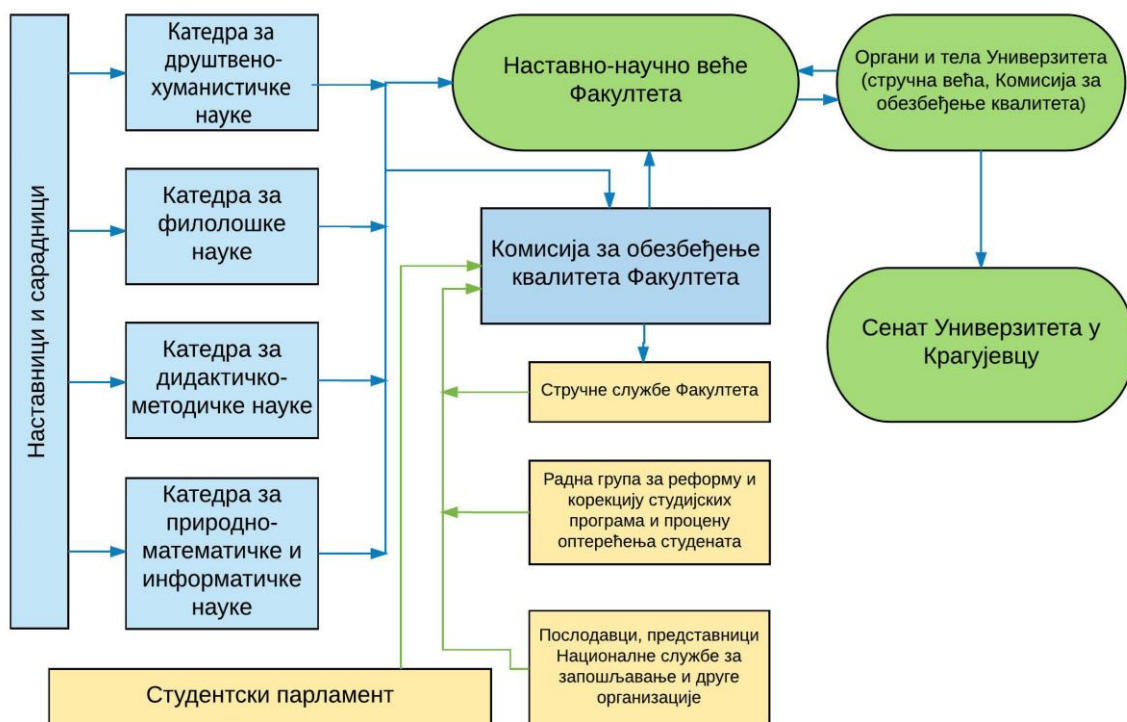 Наставници и сарадници
Катедра за
друштвено-
хуманистичке
науке
Катедра за
филолошке
науке
Катедра за
дидактичко-
методичке науке
Катедра за
природно-
математичке и
информатичке
науке
Студентски парламент
Наставно-научно веће
Факултета
Комисија за обезбеђење
квалитета Факултета
Стручне службе Факултета
Радна група за реформу и
корекцију студијских
програма и процену
оптерећења студената
Послодавци, представници
Националне службе за
запошљавање и друге
организације
Органи и тела Универзитета
(стручна већа, Комисија за
обезбеђење квалитета)
Сенат Универзитета у
Крагујевцу